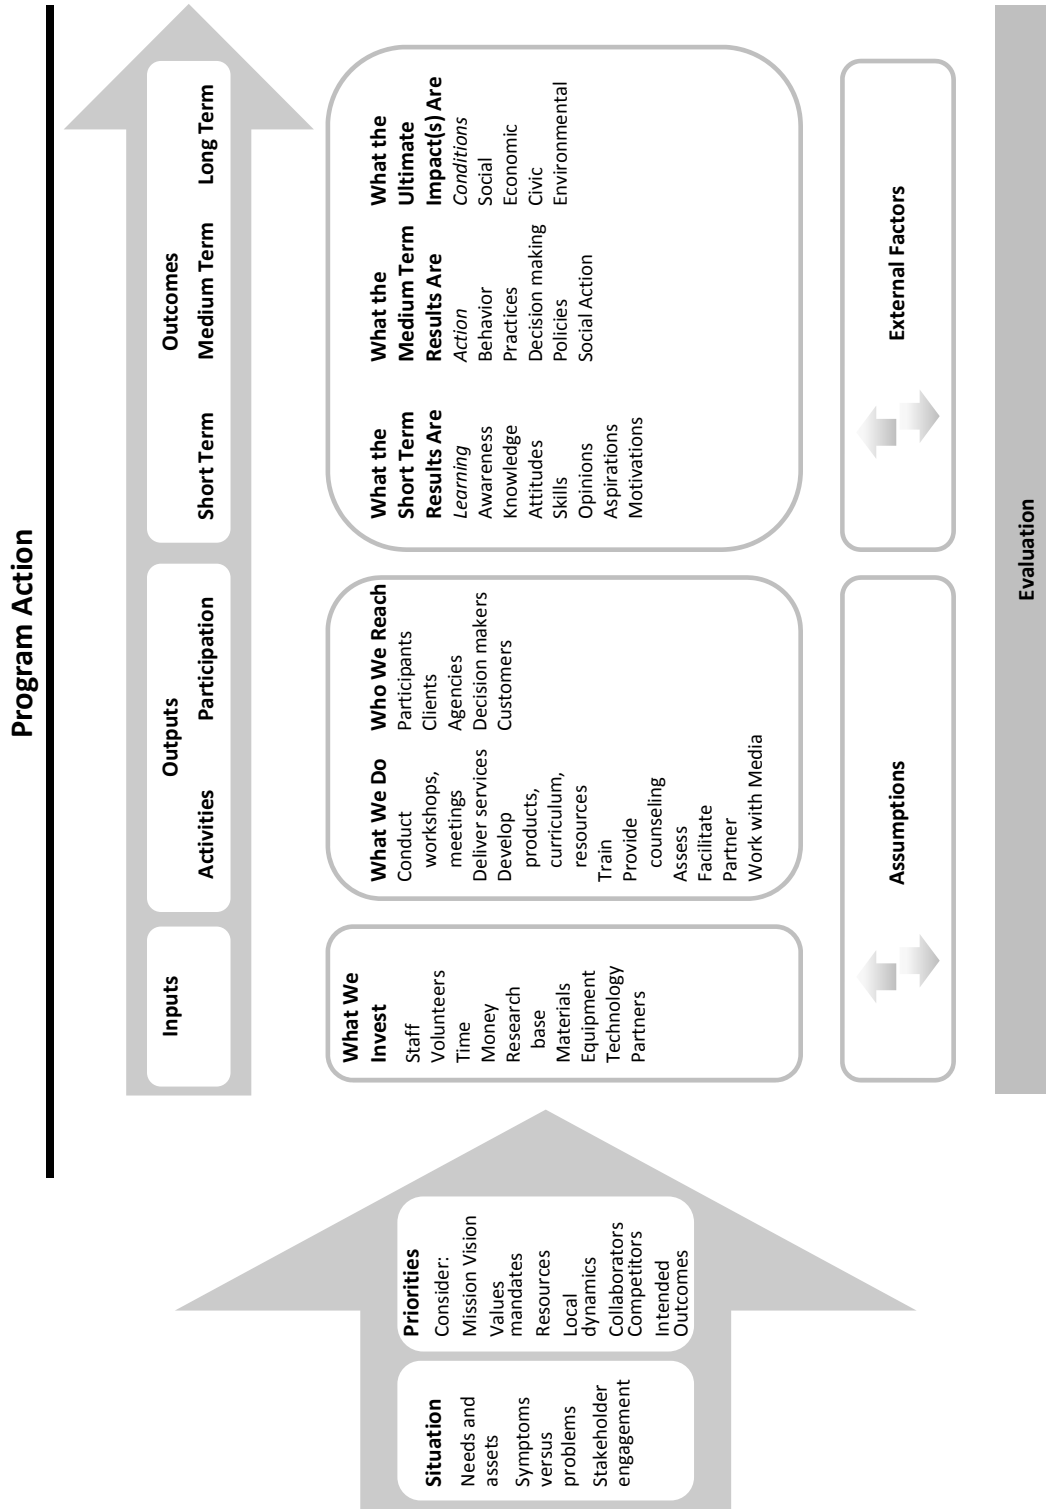 Program Action
Situation
Needs and
assets
Symptoms
versus
problems
Stakeholder
engagement
Priorities
Consider:
Mission Vision
Values
mandates
Resources
Local
dynamics
Collaborators
Competitors
Intended
Outcomes
Inputs
What We
Invest
Staff
Volunteers
Time
Money
Research
base
Materials
Equipment
Technology
Partners
Outputs
Activities
Participation
What We Do
Conduct
workshops,
meetings
Deliver services
Develop
products,
curriculum,
resources
Train
Provide
counseling
Assess
Facilitate
Partner
Work with Media
Who We Reach
Participants
Clients
Agencies
Decision makers
Customers
Outcomes
Short Term
Medium Term
Long Term
What the
Short Term
Results Are
Learning
Awareness
Knowledge
Attitudes
Skills
Opinions
Aspirations
Motivations
What the
Medium Term
Results Are
Action
Behavior
Practices
Decision making
Policies
Social Action
What the
Ultimate
Impact(s) Are
Conditions
Social
Economic
Civic
Environmental
Assumptions
External Factors
Evaluation